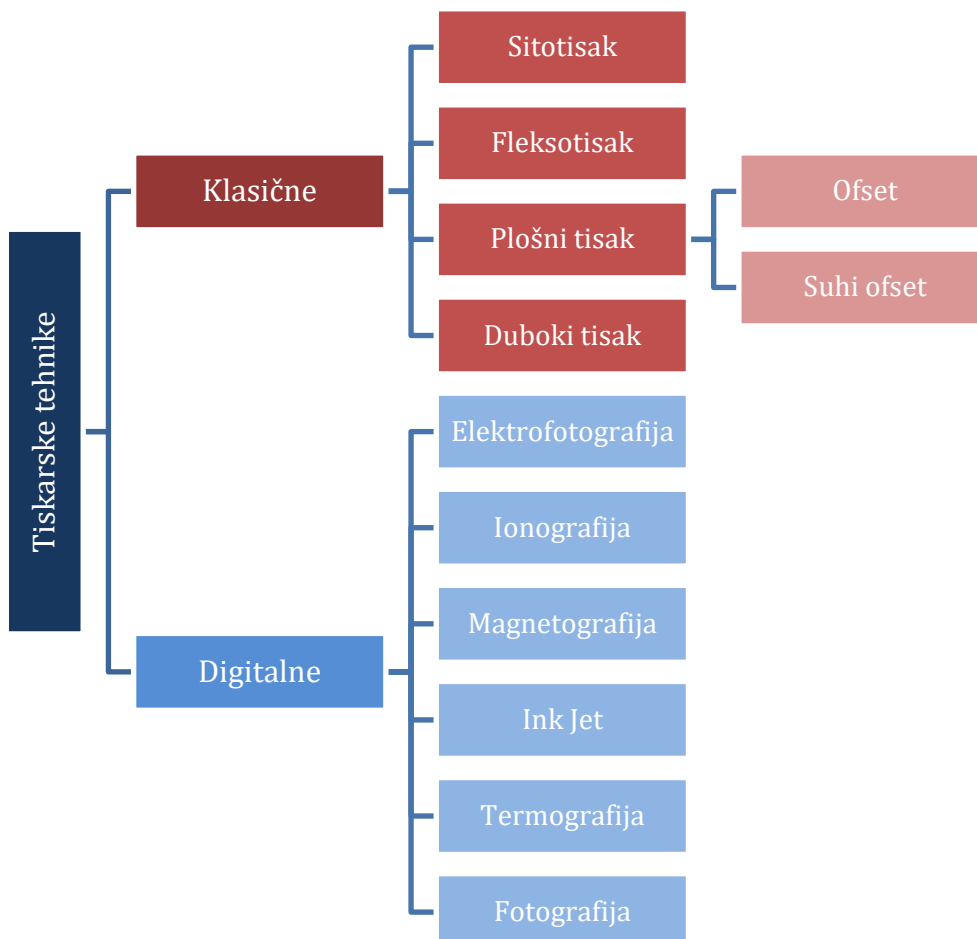 Tiskarske tehnike
Klasične
Sitotisak
Fleksotisak
Plošni tisak
Ofset
Suhi ofset
Duboki tisak
Digitalne
Elektrofotografija
Ionografija
Magnetografija
Ink Jet
Termografija
Fotografija